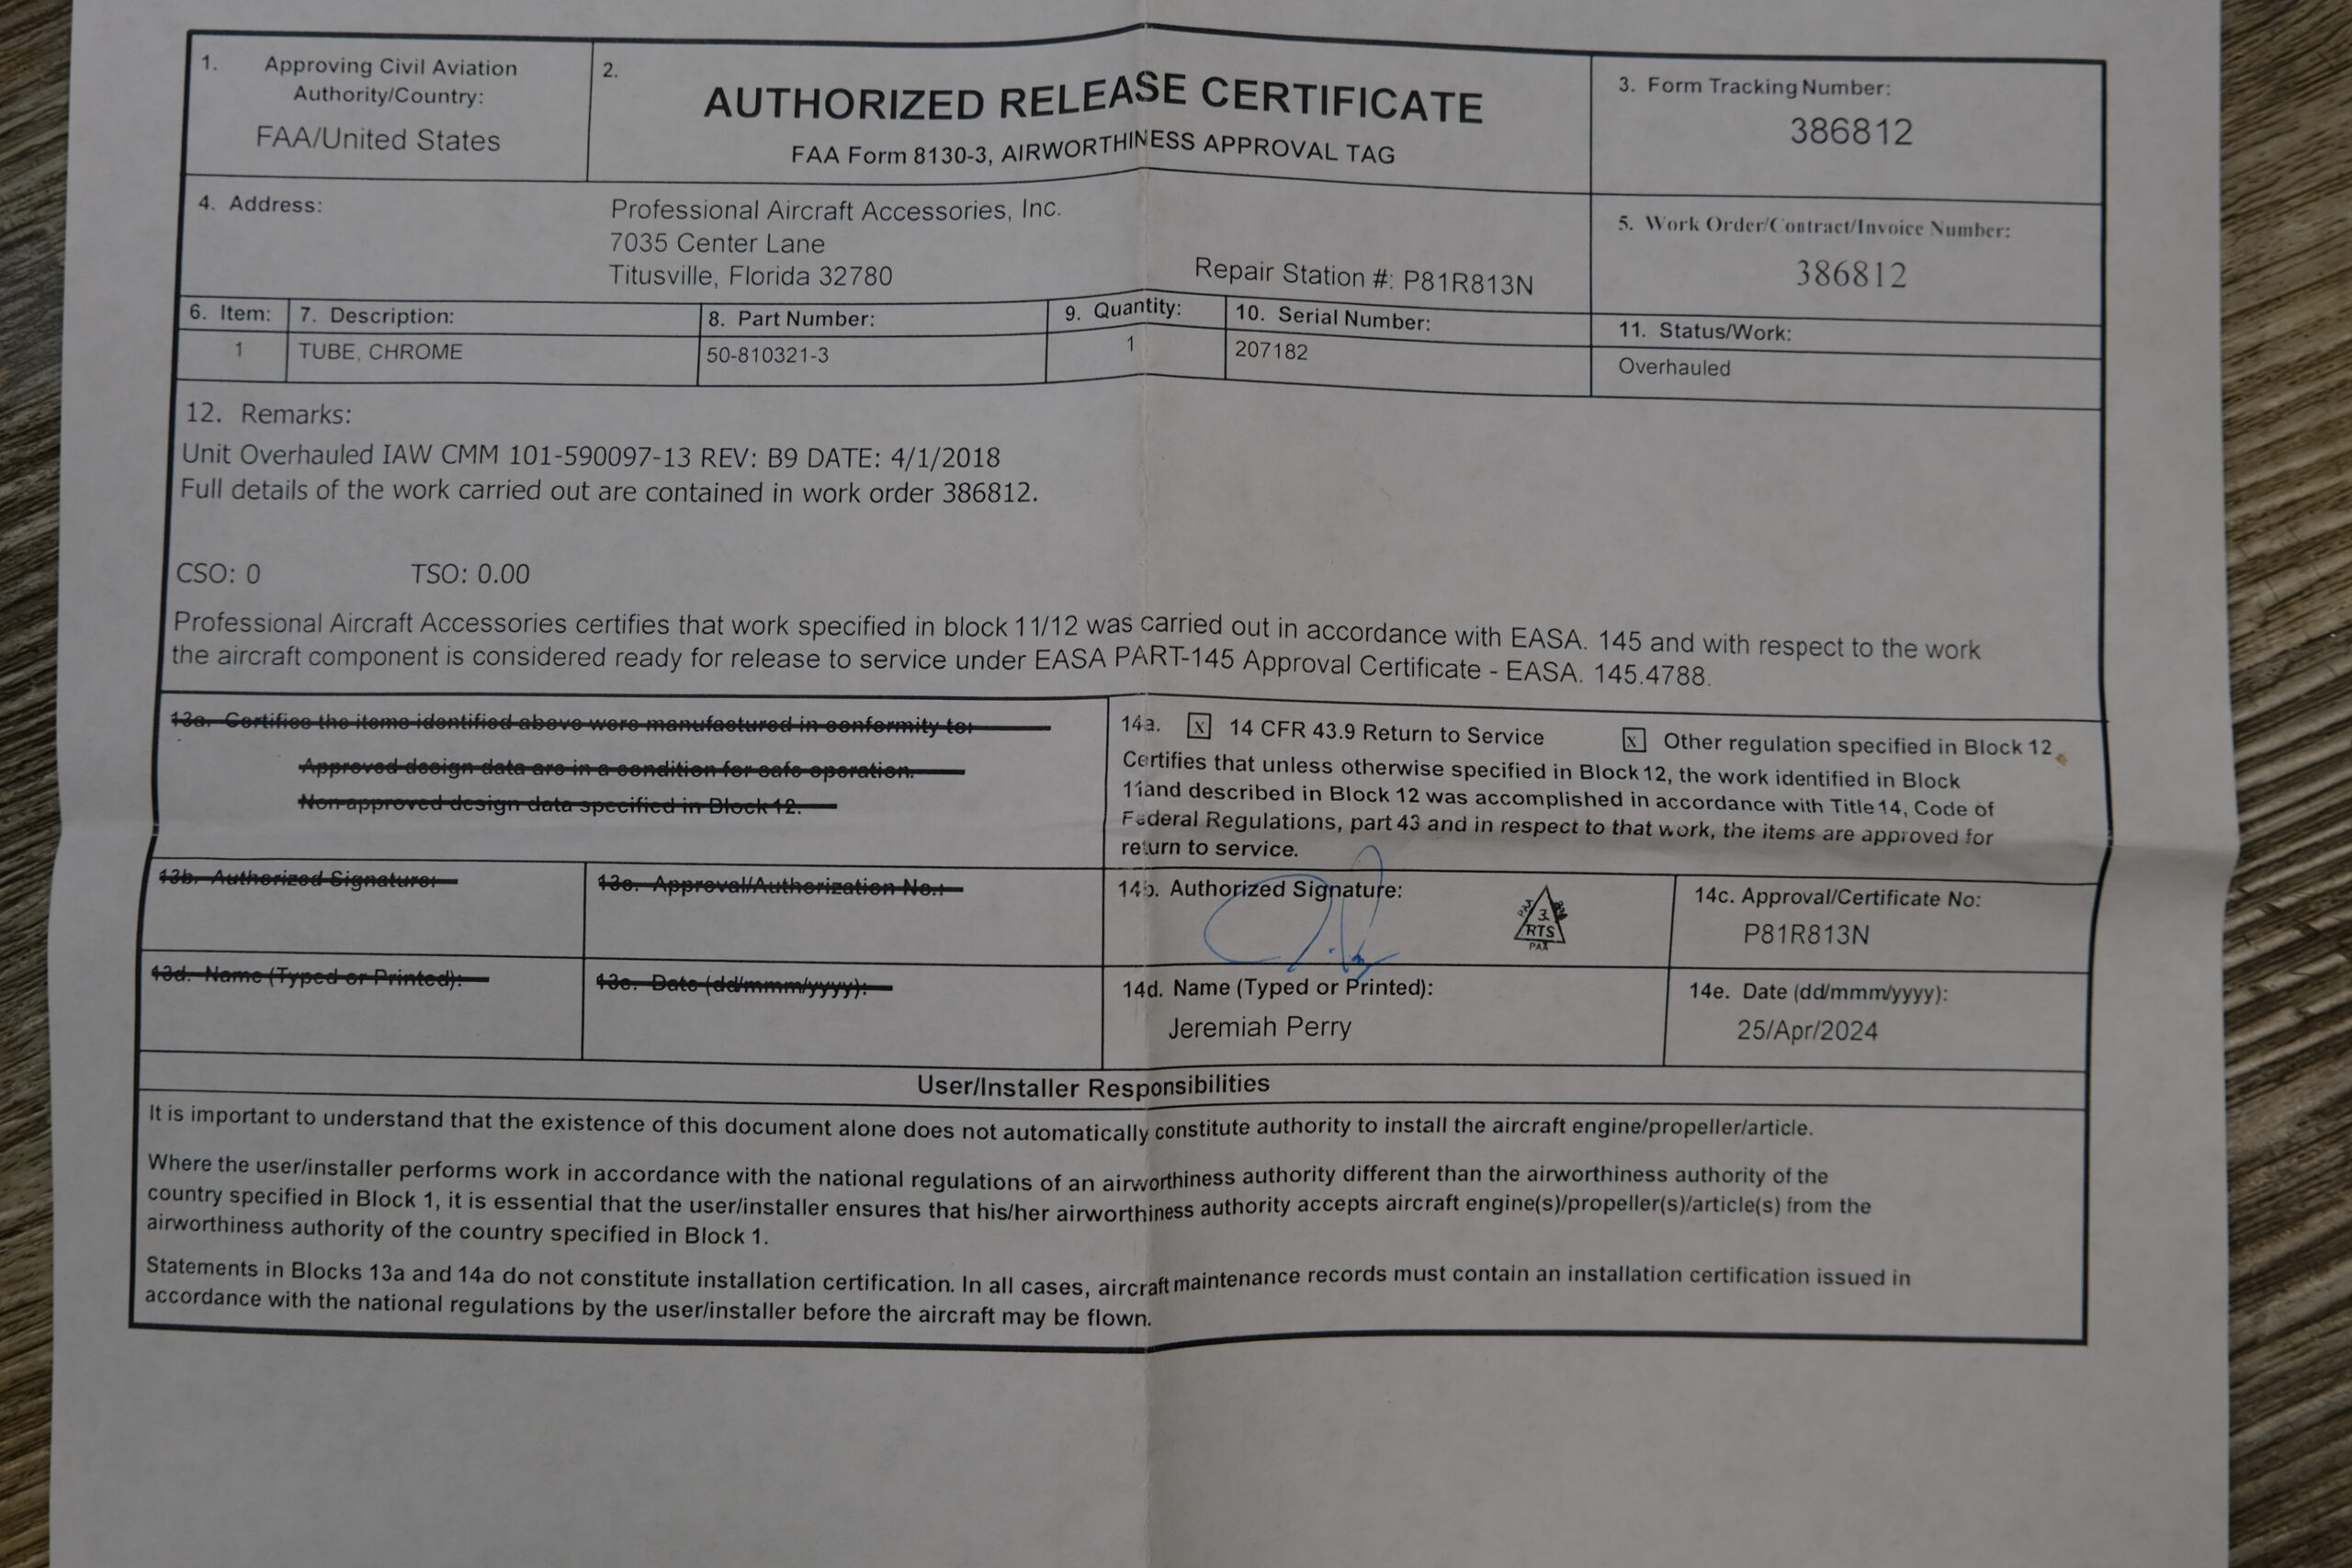 1. Approving Civil Aviation
Authority/Country:
FAA/United States
2.
AUTHORIZED RELEASE CERTIFICATE
FAA Form 8130-3, AIRWORTHINESS APPROVAL TAG
3. Form Tracking Number:
386812
4. Address:
Professional Aircraft Accessories, Inc.
7035 Center Lane
Titusville, Florida 32780
Repair Station #: P81R813N
5. Work Order/Contract/Invoice Number:
386812
6. Item:
7. Description:
8. Part Number:
9. Quantity:
10. Serial Number:
11. Status/Work:
1
TUBE, CHROME
50-810321-3
1
207182
Overhauled
12. Remarks:
Unit Overhauled IAW CMM 101-590097-13 REV: B9 DATE: 4/1/2018
Full details of the work carried out are contained in work order 386812.
CSO: 0 TSO: 0.00
Professional Aircraft Accessories certifies that work specified in block 11/12 was carried out in accordance with EASA. 145 and with respect to the work
the aircraft component is considered ready for release to service under EASA PART-145 Approval Certificate - EASA. 145.4788.
13a. Certifies the items identified above were manufactured in conformity to:
Approved design data are in a condition for safe operation.
Non-approved design data specified in Block 12.
14a. x 14 CFR 43.9 Return to Service x Other regulation specified in Block 12
Certifies that unless otherwise specified in Block 12, the work identified in Block
11and described in Block 12 was accomplished in accordance with Title 14, Code of
Federal Regulations, part 43 and in respect to that work, the items are approved for
return to service.
13b. Authorized Signature:
13c. Approval/Authorization No.:
14b. Authorized Signature:
3
RTS
PAA
14c. Approval/Certificate No:
P81R813N
13d. Name (Typed or Printed):
13e. Date (dd/mmm/yyyy):
14d. Name (Typed or Printed):
Jeremiah Perry
14e. Date (dd/mmm/yyyy):
25/Apr/2024
User/Installer Responsibilities
It is important to understand that the existence of this document alone does not automatically constitute authority to install the aircraft engine/propeller/article.
Where the user/installer performs work in accordance with the national regulations of an airworthiness authority different than the airworthiness authority of the
country specified in Block 1, it is essential that the user/installer ensures that his/her airworthiness authority accepts aircraft engine(s)/propeller(s)/article(s) from the
airworthiness authority of the country specified in Block 1.
Statements in Blocks 13a and 14a do not constitute installation certification. In all cases, aircraft maintenance records must contain an installation certification issued in
accordance with the national regulations by the user/installer before the aircraft may be flown.